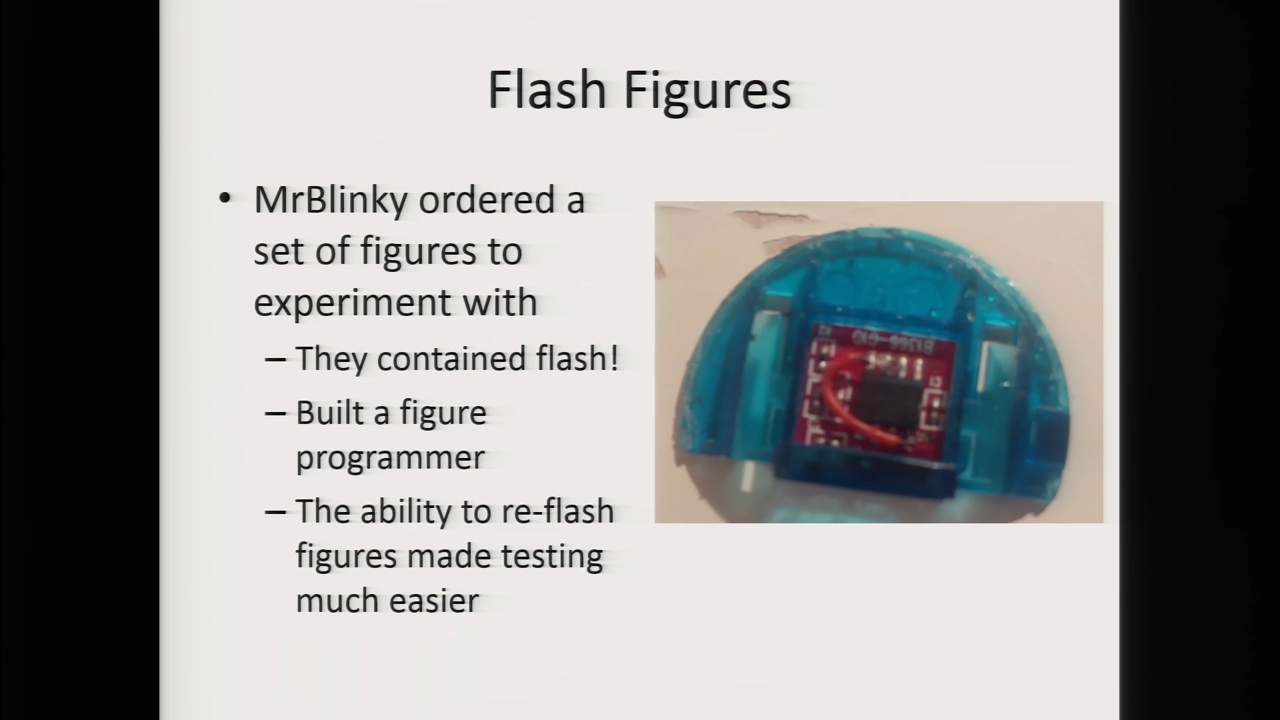 Flash Figures
• MrBlinky ordered a
set of figures to
experiment with
– They contained flash!
– Built a figure
programmer
– The ability to re-flash
figures made testing
much easier